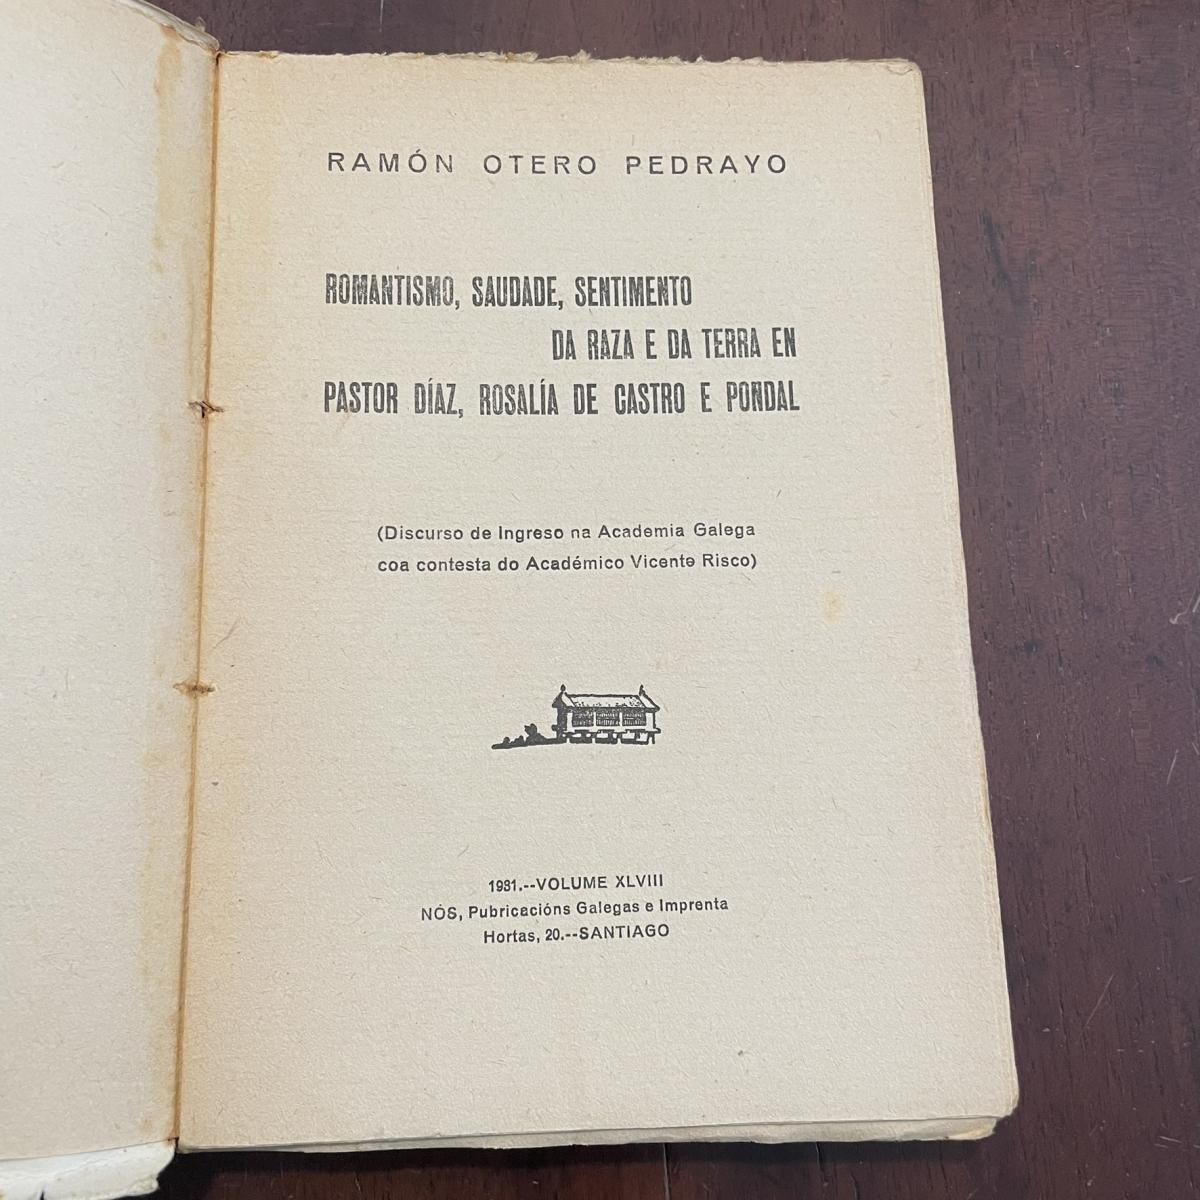 RAMÓN OTERO PEDRAYO
ROMANTISMO, SAUDADE, SENTIMENTO
DA RAZA E DA TERRA EN
PASTOR DÍAZ, ROSALÍA DE CASTRO E PONDAL
(Discurso de Ingreso na Academia Galega
coa contesta do Académico Vicente Risco)
1931.--VOLUME XLVIII
NÓS, Pubricacións Galegas e Imprenta
Hortas, 20.--SANTIAGO